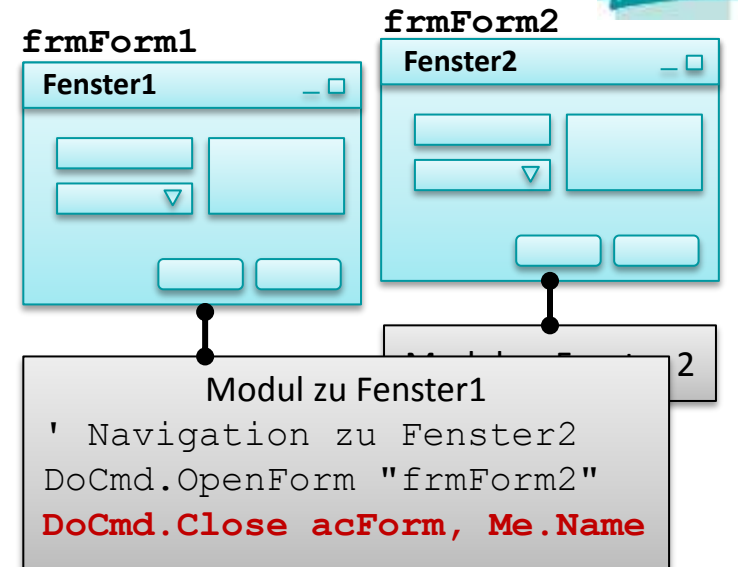 frmForm1
frmForm2
Fenster1
Fenster2
2
Modul zu Fenster1
' Navigation zu Fenster2
DoCmd.OpenForm "frmForm2"
DoCmd.Close acForm, Me.Name